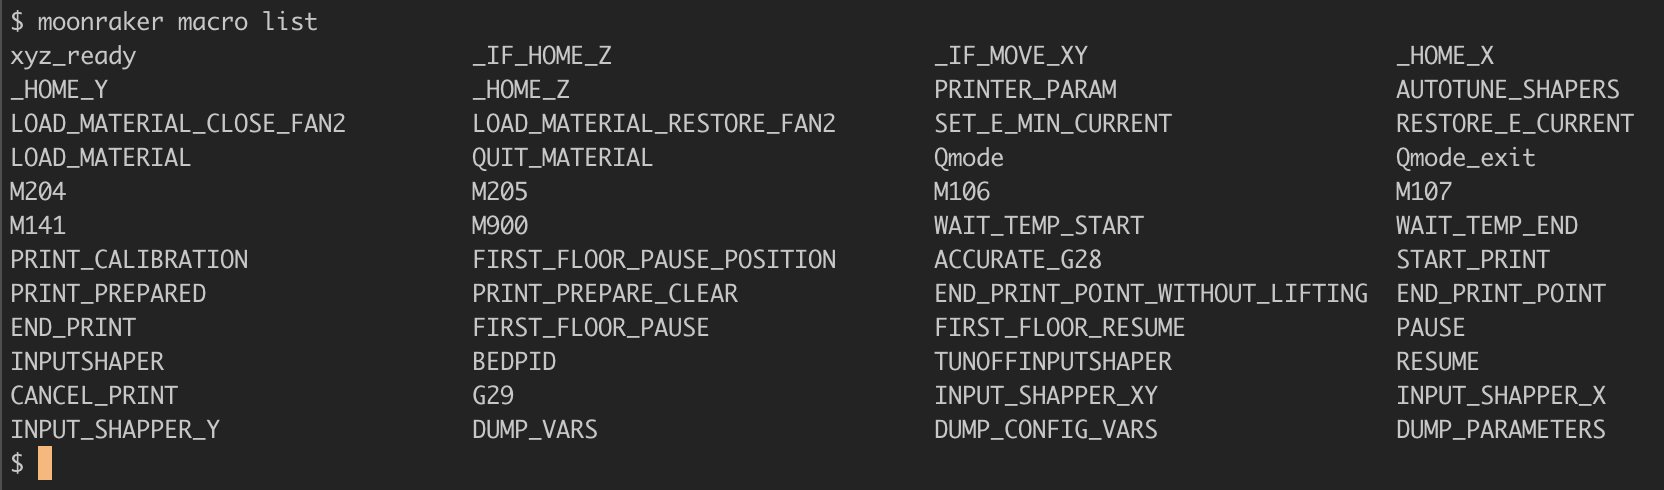 $ moonraker macro list
xyz_ready _IF_HOME_Z _IF_MOVE_XY _HOME_X
_HOME_Y _HOME_Z PRINTER_PARAM AUTOTUNE_SHAPERS
LOAD_MATERIAL_CLOSE_FAN2 LOAD_MATERIAL_RESTORE_FAN2 SET_E_MIN_CURRENT RESTORE_E_CURRENT
LOAD_MATERIAL QUIT_MATERIAL Qmode Qmode_exit
M204 M205 M106 M107
M141 M900 WAIT_TEMP_START WAIT_TEMP_END
PRINT_CALIBRATION FIRST_FLOOR_PAUSE_POSITION ACCURATE_G28 START_PRINT
PRINT_PREPARED PRINT_PREPARE_CLEAR END_PRINT_POINT_WITHOUT_LIFTING END_PRINT_POINT
END_PRINT FIRST_FLOOR_PAUSE FIRST_FLOOR_RESUME PAUSE
INPUTSHAPER BEDPID TUNOFFINPUTSHAPER RESUME
CANCEL_PRINT G29 INPUT_SHAPPER_XY INPUT_SHAPPER_X
INPUT_SHAPPER_Y DUMP_VARS DUMP_CONFIG_VARS DUMP_PARAMETERS
$